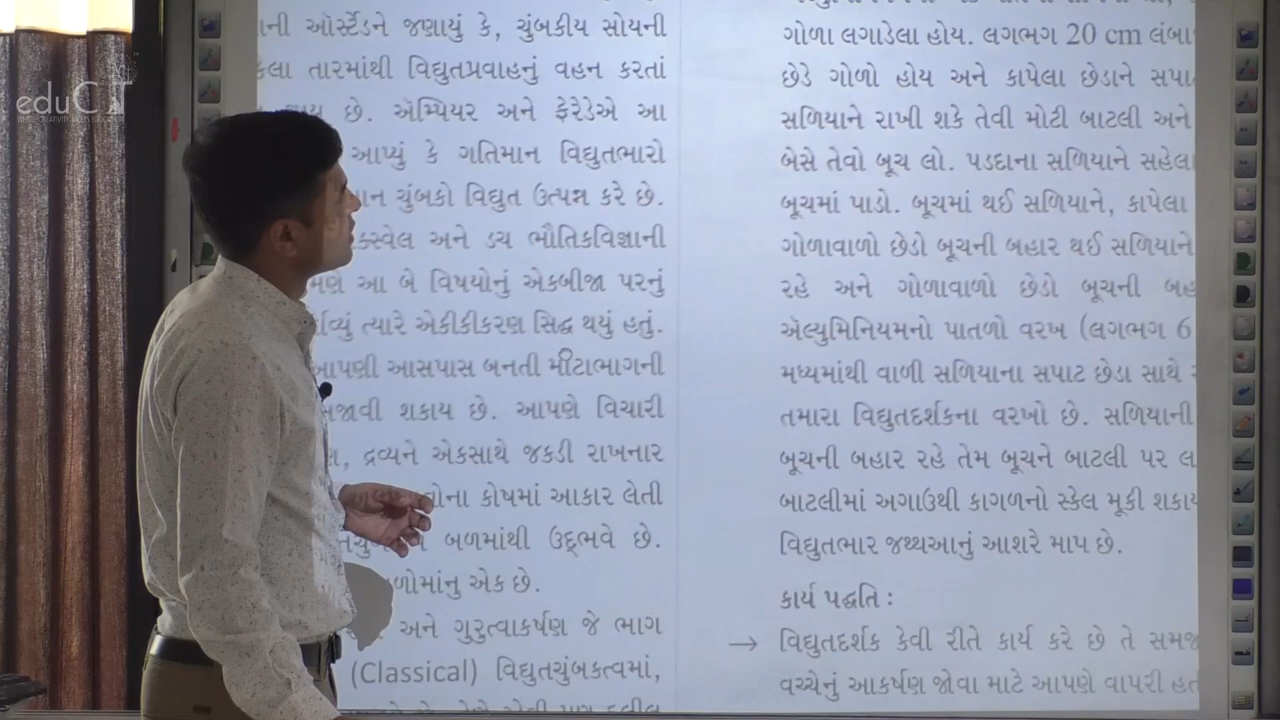 eduCAT
ની ઑર્સ્ટેડને જણાયું કે, ચુંબકીય સોયની
તારમાંથી વિદ્યુતપ્રવાહનું વહન કરતાં
છે. ઍમ્પિયર અને ફેરેડેએ આ
આપ્યું કે ગતિમાન વિદ્યુતભારો
ચુંબકો વિદ્યુત ઉત્પન્ન કરે છે.
ક્સ્વેલ અને ડચ ભૌતિકવિજ્ઞાની
આ બે વિષયોનું એકબીજા પરનું
ત્યારે એકીકીકરણ સિદ્ધ થયું હતું.
આપણી આસપાસ બનતી મોટાભાગની
શકાય છે. આપણે વિચારી
દ્રવ્યને એકસાથે જકડી રાખનાર
કોષમાં આકાર લેતી
બળમાંથી ઉદ્ભવે છે.
ળોમાંનુ એક છે.
અને ગુરુત્વાકર્ષણ જે ભાગ
(Classical) વિદ્યુતચુંબકત્વમાં,
ગોળા લગાડેલા હોય. લગભગ 20 cm લંબા
છેડે ગોળો હોય અને કાપેલા છેડાને સપા
સળિયાને રાખી શકે તેવી મોટી બાટલી અને
બેસે તેવો બૂચ લો. પડદાના સળિયાને સહેલા
બૂચમાં પાડો. બૂચમાં થઈ સળિયાને, કાપેલા
ગોળાવાળો છેડો બૂચની બહાર થઈ સળિયાને
રહે અને ગોળાવાળો છેડો બૂચની બહ
ઍલ્યુમિનિયમનો પાતળો વરખ (લગભગ 6
મધ્યમાંથી વાળી સળિયાના સપાટ છેડા સાથે
તમારા વિદ્યુતદર્શકના વરખો છે. સળિયાની
બૂચની બહાર રહે તેમ બૂચને બાટલી પર લ
બાટલીમાં અગાઉથી કાગળનો સ્કેલ મૂકી શકાય
વિદ્યુતભાર જથ્થઆનું આશરે માપ છે.
કાર્ય પદ્ધતિ :
→ વિદ્યુતદર્શક કેવી રીતે કાર્ય કરે છે તે સમજ
વચ્ચેનું આકર્ષણ જોવા માટે આપણે વાપરી હત